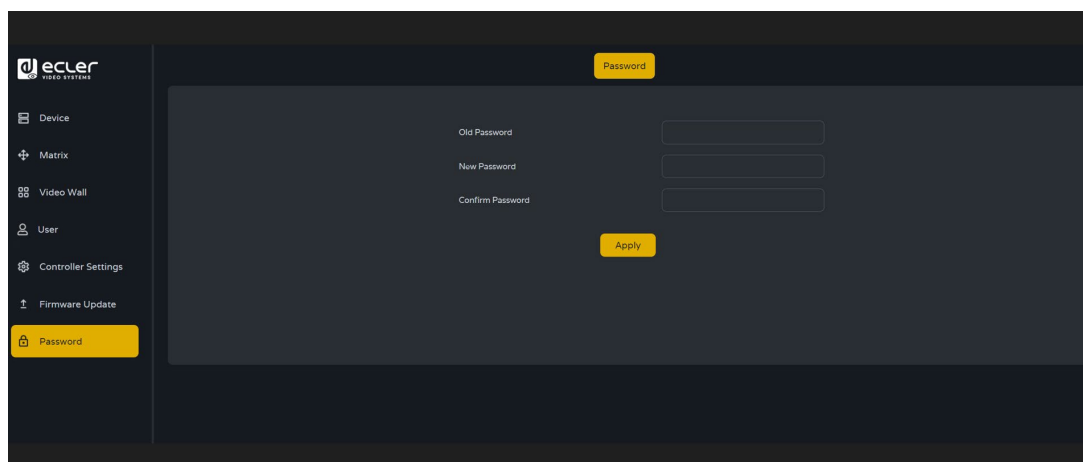 ecler
VIDEO SYSTEMS
Device
Matrix
Video Wall
User
Controller Settings
Firmware Update
Password
Password
Old Password
New Password
Confirm Password
Apply